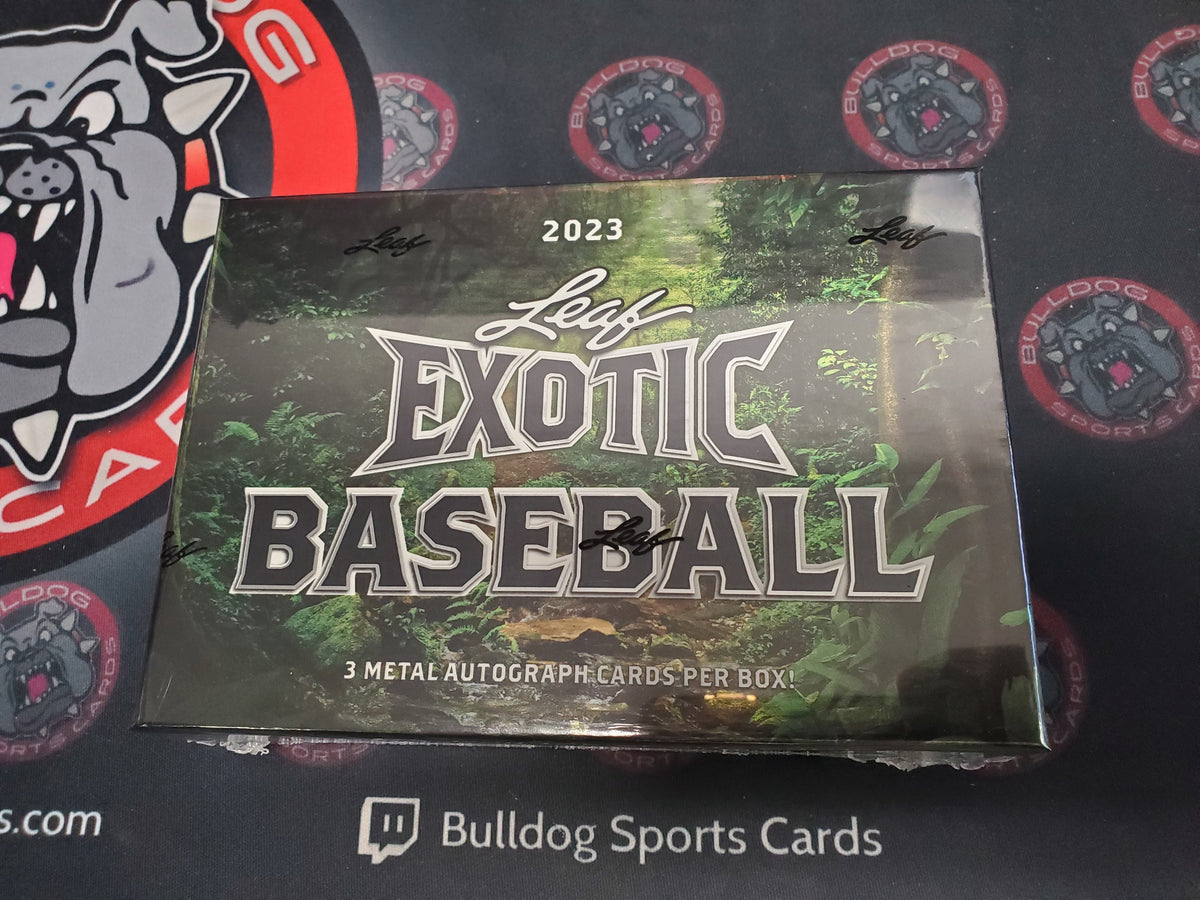 BULLDOG
SPORTS CARDS
BULLDOG
SPORTS CARDS
2023
Leaf
Leaf
Leaf
EXOTIC
BASEBALL
Leaf
3 METAL AUTOGRAPH CARDS PER BOX!
BULLDOG
SPORTS CARDS
BULLDOG
SPORTS CARDS
s.com
Bulldog Sports Cards